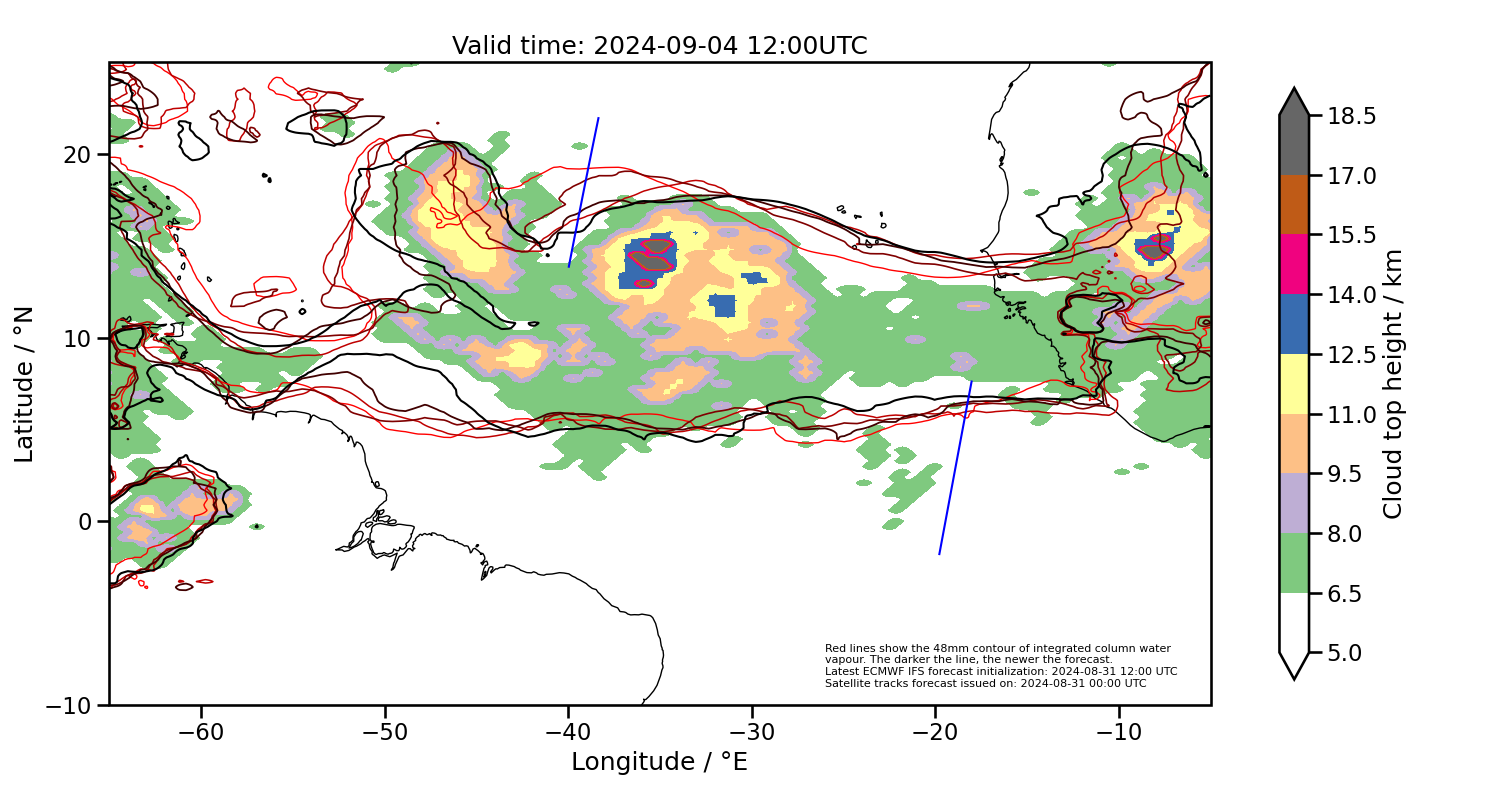 Valid time: 2024-09-04 12:00UTC
20
10
0
−10
Latitude / °N
−60
−50
−40
−30
−20
−10
Longitude / °E
Red lines show the 48mm contour of integrated column water
vapour. The darker the line, the newer the forecast.
Latest ECMWF IFS forecast initialization: 2024-08-31 12:00 UTC
Satellite tracks forecast issued on: 2024-08-31 00:00 UTC
18.5
17.0
15.5
14.0
12.5
11.0
9.5
8.0
6.5
5.0
Cloud top height / km